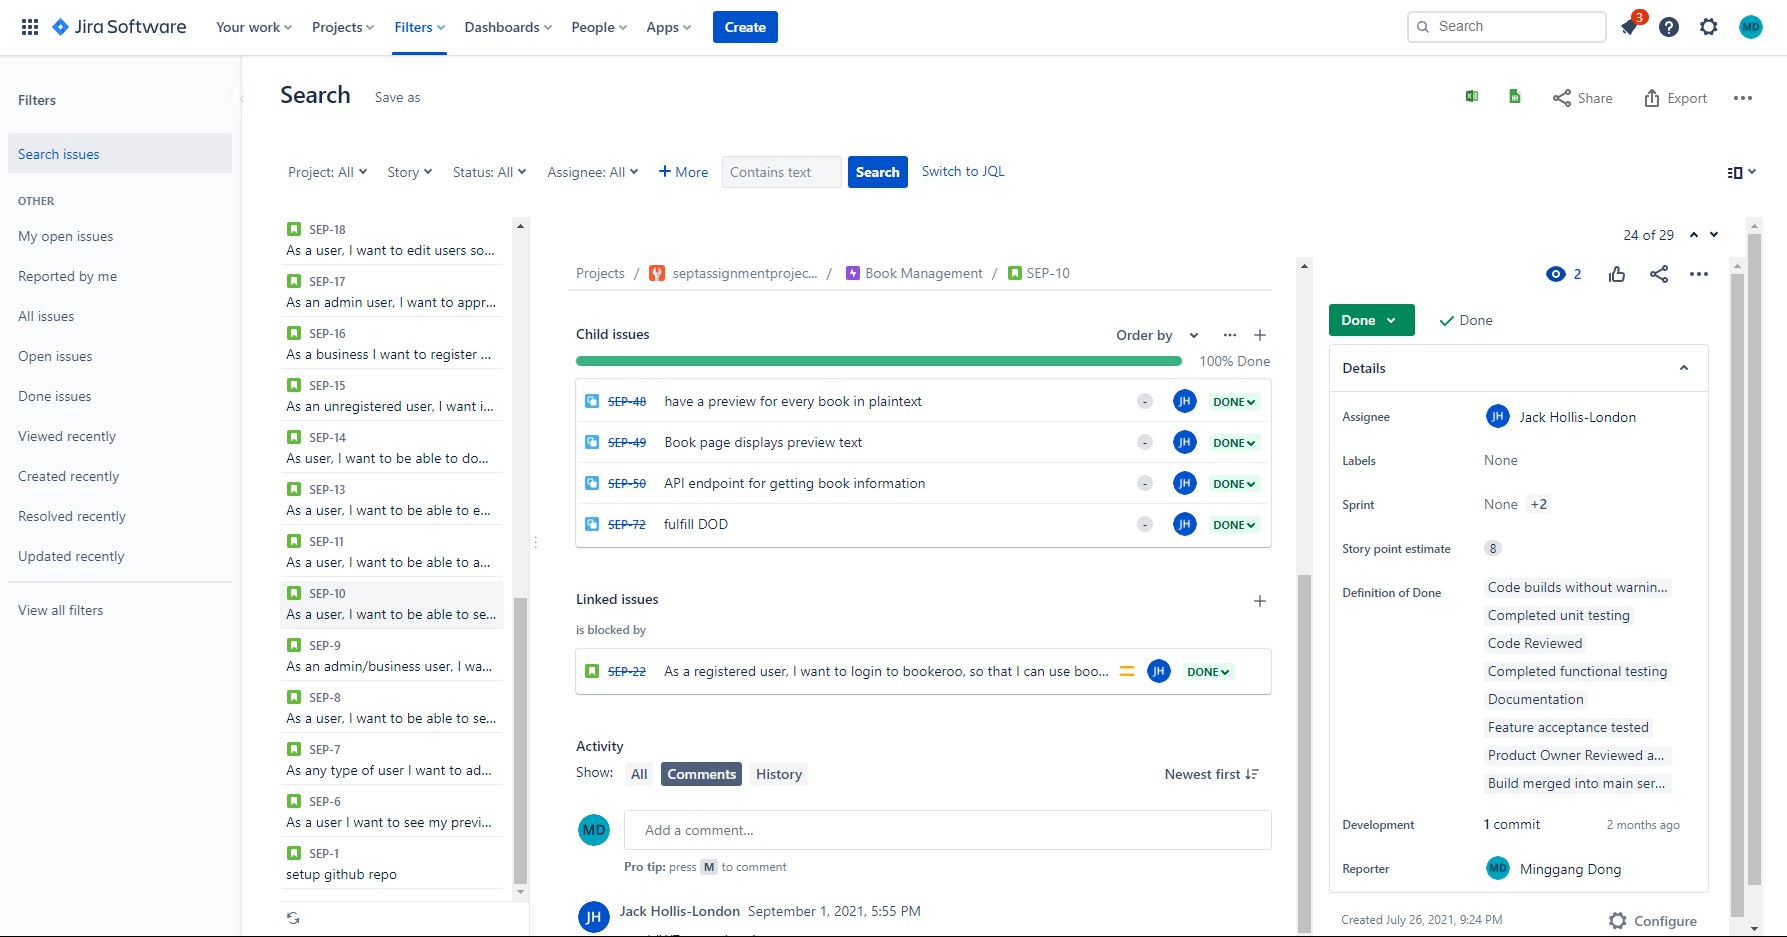 Jira Software
Your work
Projects
Filters
Dashboards
People
Apps
Create
Search
3
MD
Filters
Search issues
OTHER
My open issues
Reported by me
All issues
Open issues
Done issues
Viewed recently
Created recently
Resolved recently
Updated recently
View all filters
Search
Save as
Share
Export
Project: All
Story
Status: All
Assignee: All
+ More
Contains text
Search
Switch to JQL
SEP-18
As a user, I want to edit users so...
SEP-17
As an admin user, I want to appr...
SEP-16
As a business I want to register ...
SEP-15
As an unregistered user, I want i...
SEP-14
As user, I want to be able to do...
SEP-13
As a user, I want to be able to e...
SEP-11
As a user, I want to be able to a...
SEP-10
As a user, I want to be able to se...
SEP-9
As an admin/business user, I wa...
SEP-8
As a user, I want to be able to se...
SEP-7
As any type of user I want to ad...
SEP-6
As a user I want to see my previ...
SEP-1
setup github repo
24 of 29
Projects / septassignmentprojec... / Book Management / SEP-10
2
Child issues
Order by
100% Done
SEP-48 have a preview for every book in plaintext - JH DONE
SEP-49 Book page displays preview text - JH DONE
SEP-50 API endpoint for getting book information - JH DONE
SEP-72 fulfill DOD - JH DONE
Linked issues
is blocked by
SEP-22 As a registered user, I want to login to bookeroo, so that I can use boo... JH DONE
Activity
Show: All Comments History
Newest first
MD Add a comment...
Pro tip: press M to comment
JH Jack Hollis-London September 1, 2021, 5:55 PM
Done
Done
Details
Assignee JH Jack Hollis-London
Labels None
Sprint None +2
Story point estimate 8
Definition of Done Code builds without warnin...
Completed unit testing
Code Reviewed
Completed functional testing
Documentation
Feature acceptance tested
Product Owner Reviewed a...
Build merged into main ser...
Development 1 commit 2 months ago
Reporter MD Minggang Dong
Created July 26, 2021, 9:24 PM
Configure